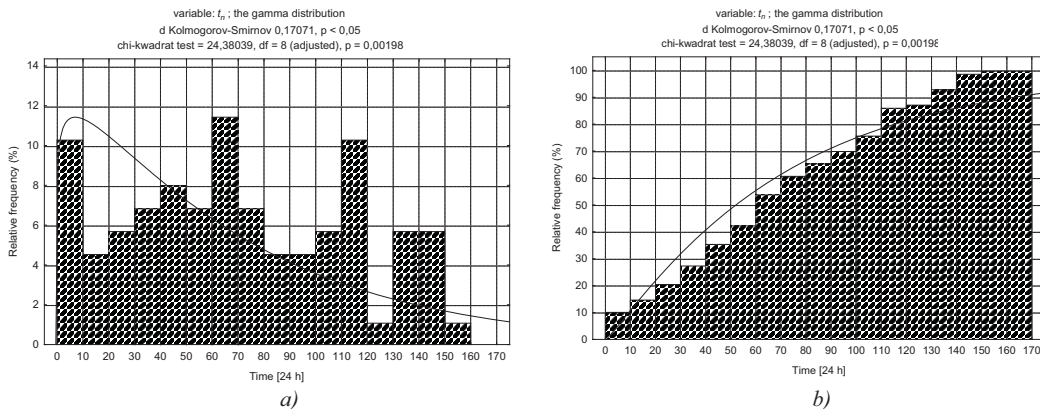 variable: tₙ ; the gamma distribution
d Kolmogorov-Smirnov 0,17071, p < 0,05
chi-kwadrat test = 24,38039, df = 8 (adjusted), p = 0,00198
14
12
10
8
6
4
2
0
Relative frequency (%)
0 10 20 30 40 50 60 70 80 90 100 110 120 130 140 150 160 170
Time [24 h]
a)
variable: tₙ ; the gamma distribution
d Kolmogorov-Smirnov 0,17071, p < 0,05
chi-kwadrat test = 24,38039, df = 8 (adjusted), p = 0,00198
100
90
80
70
60
50
40
30
20
10
0
Relative frequency (%)
0 10 20 30 40 50 60 70 80 90 100 110 120 130 140 150 160 170
Time [24 h]
b)